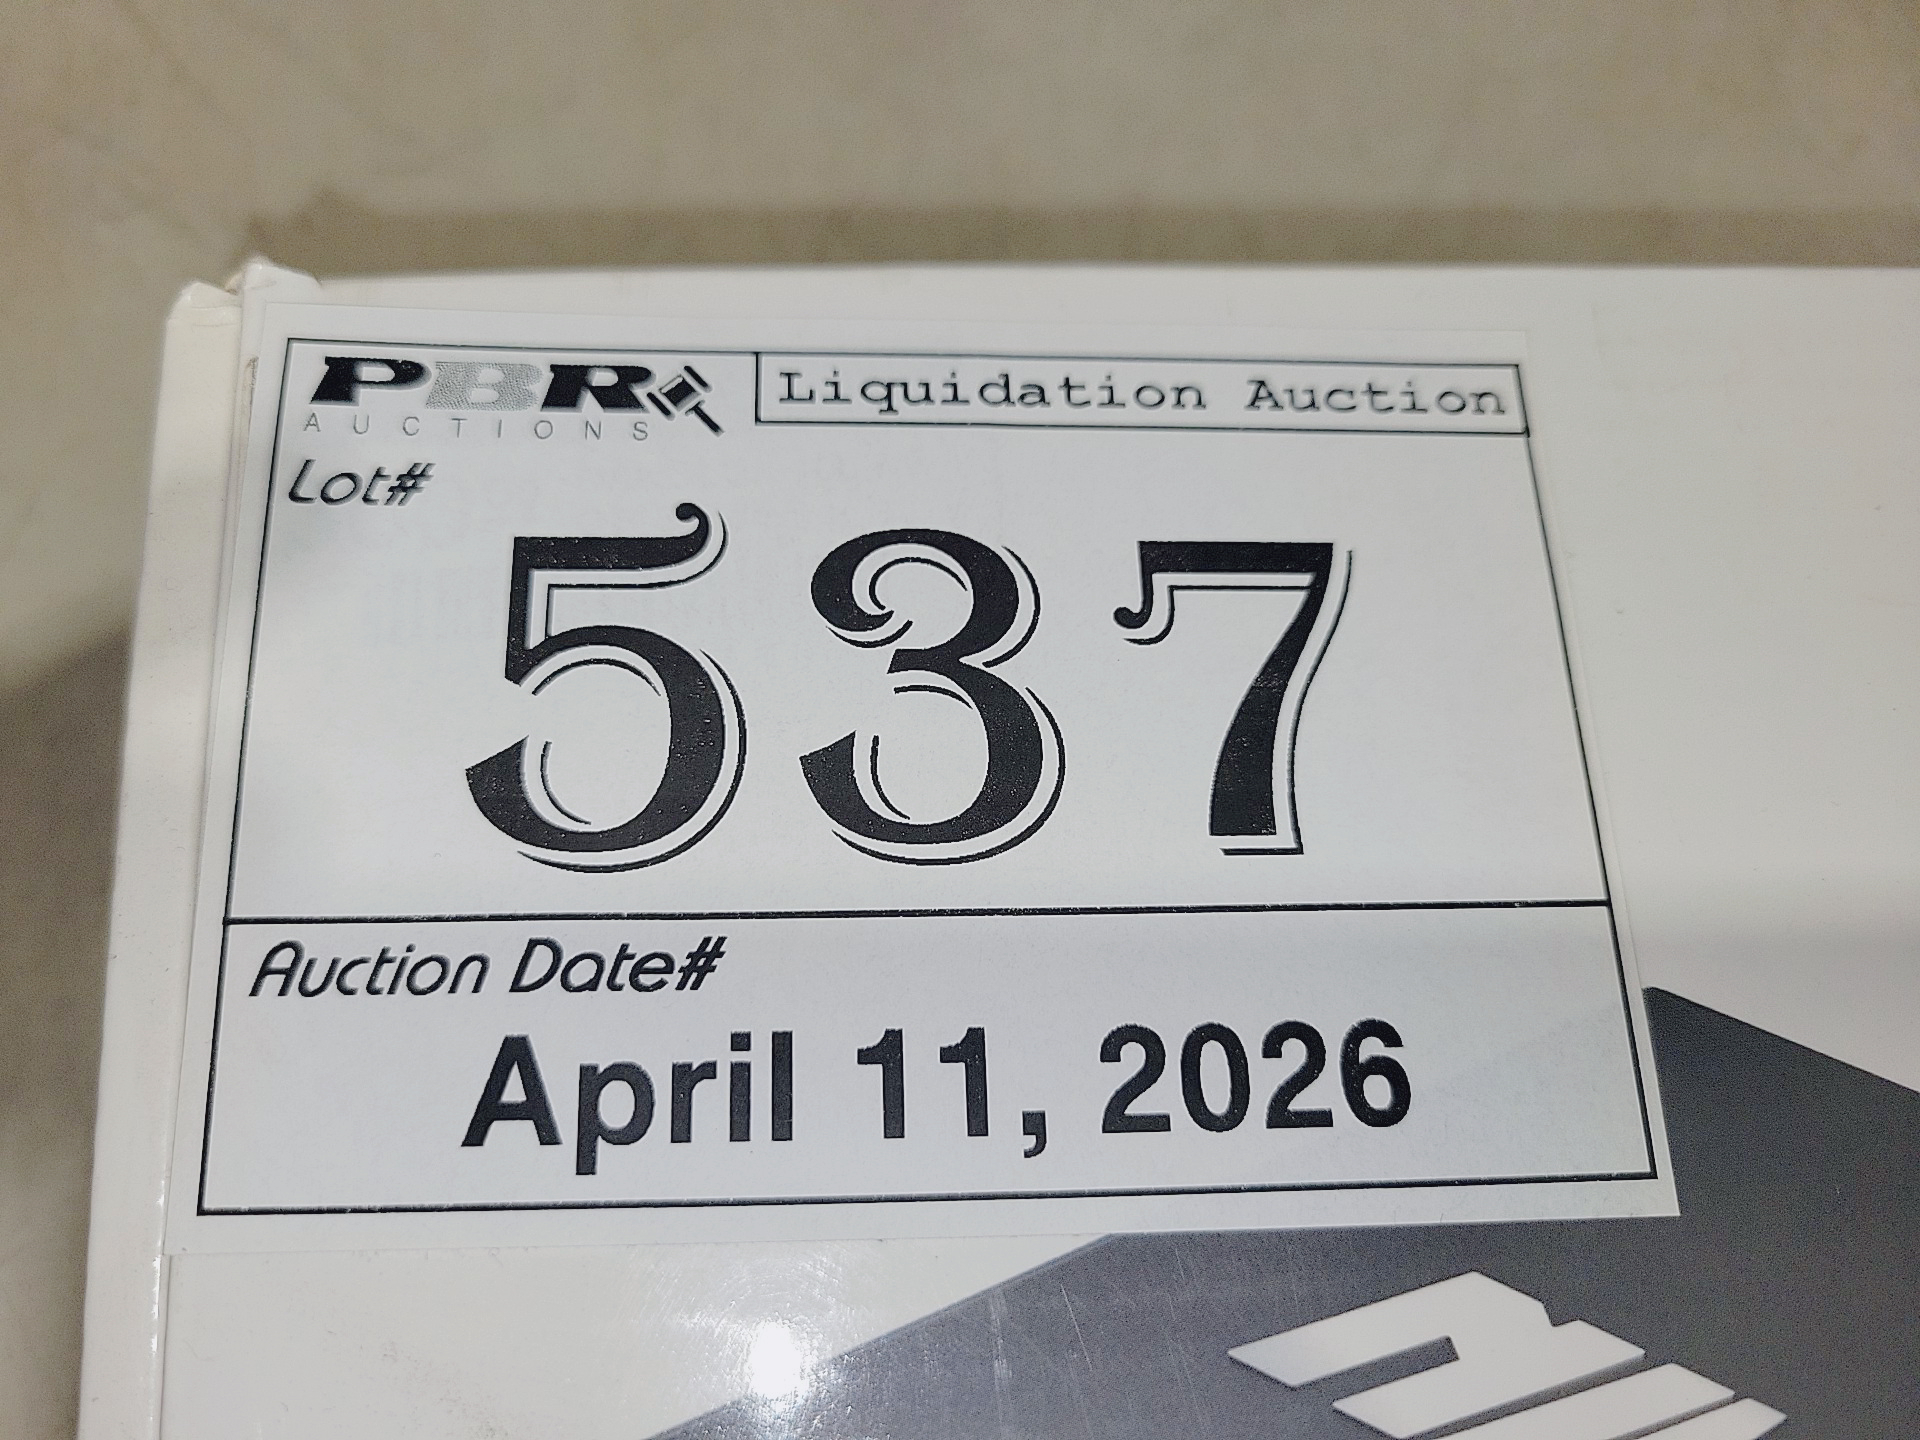 PBR
AUCTIONS
Liquidation Auction
Lot#
537
Auction Date#
April 11, 2026